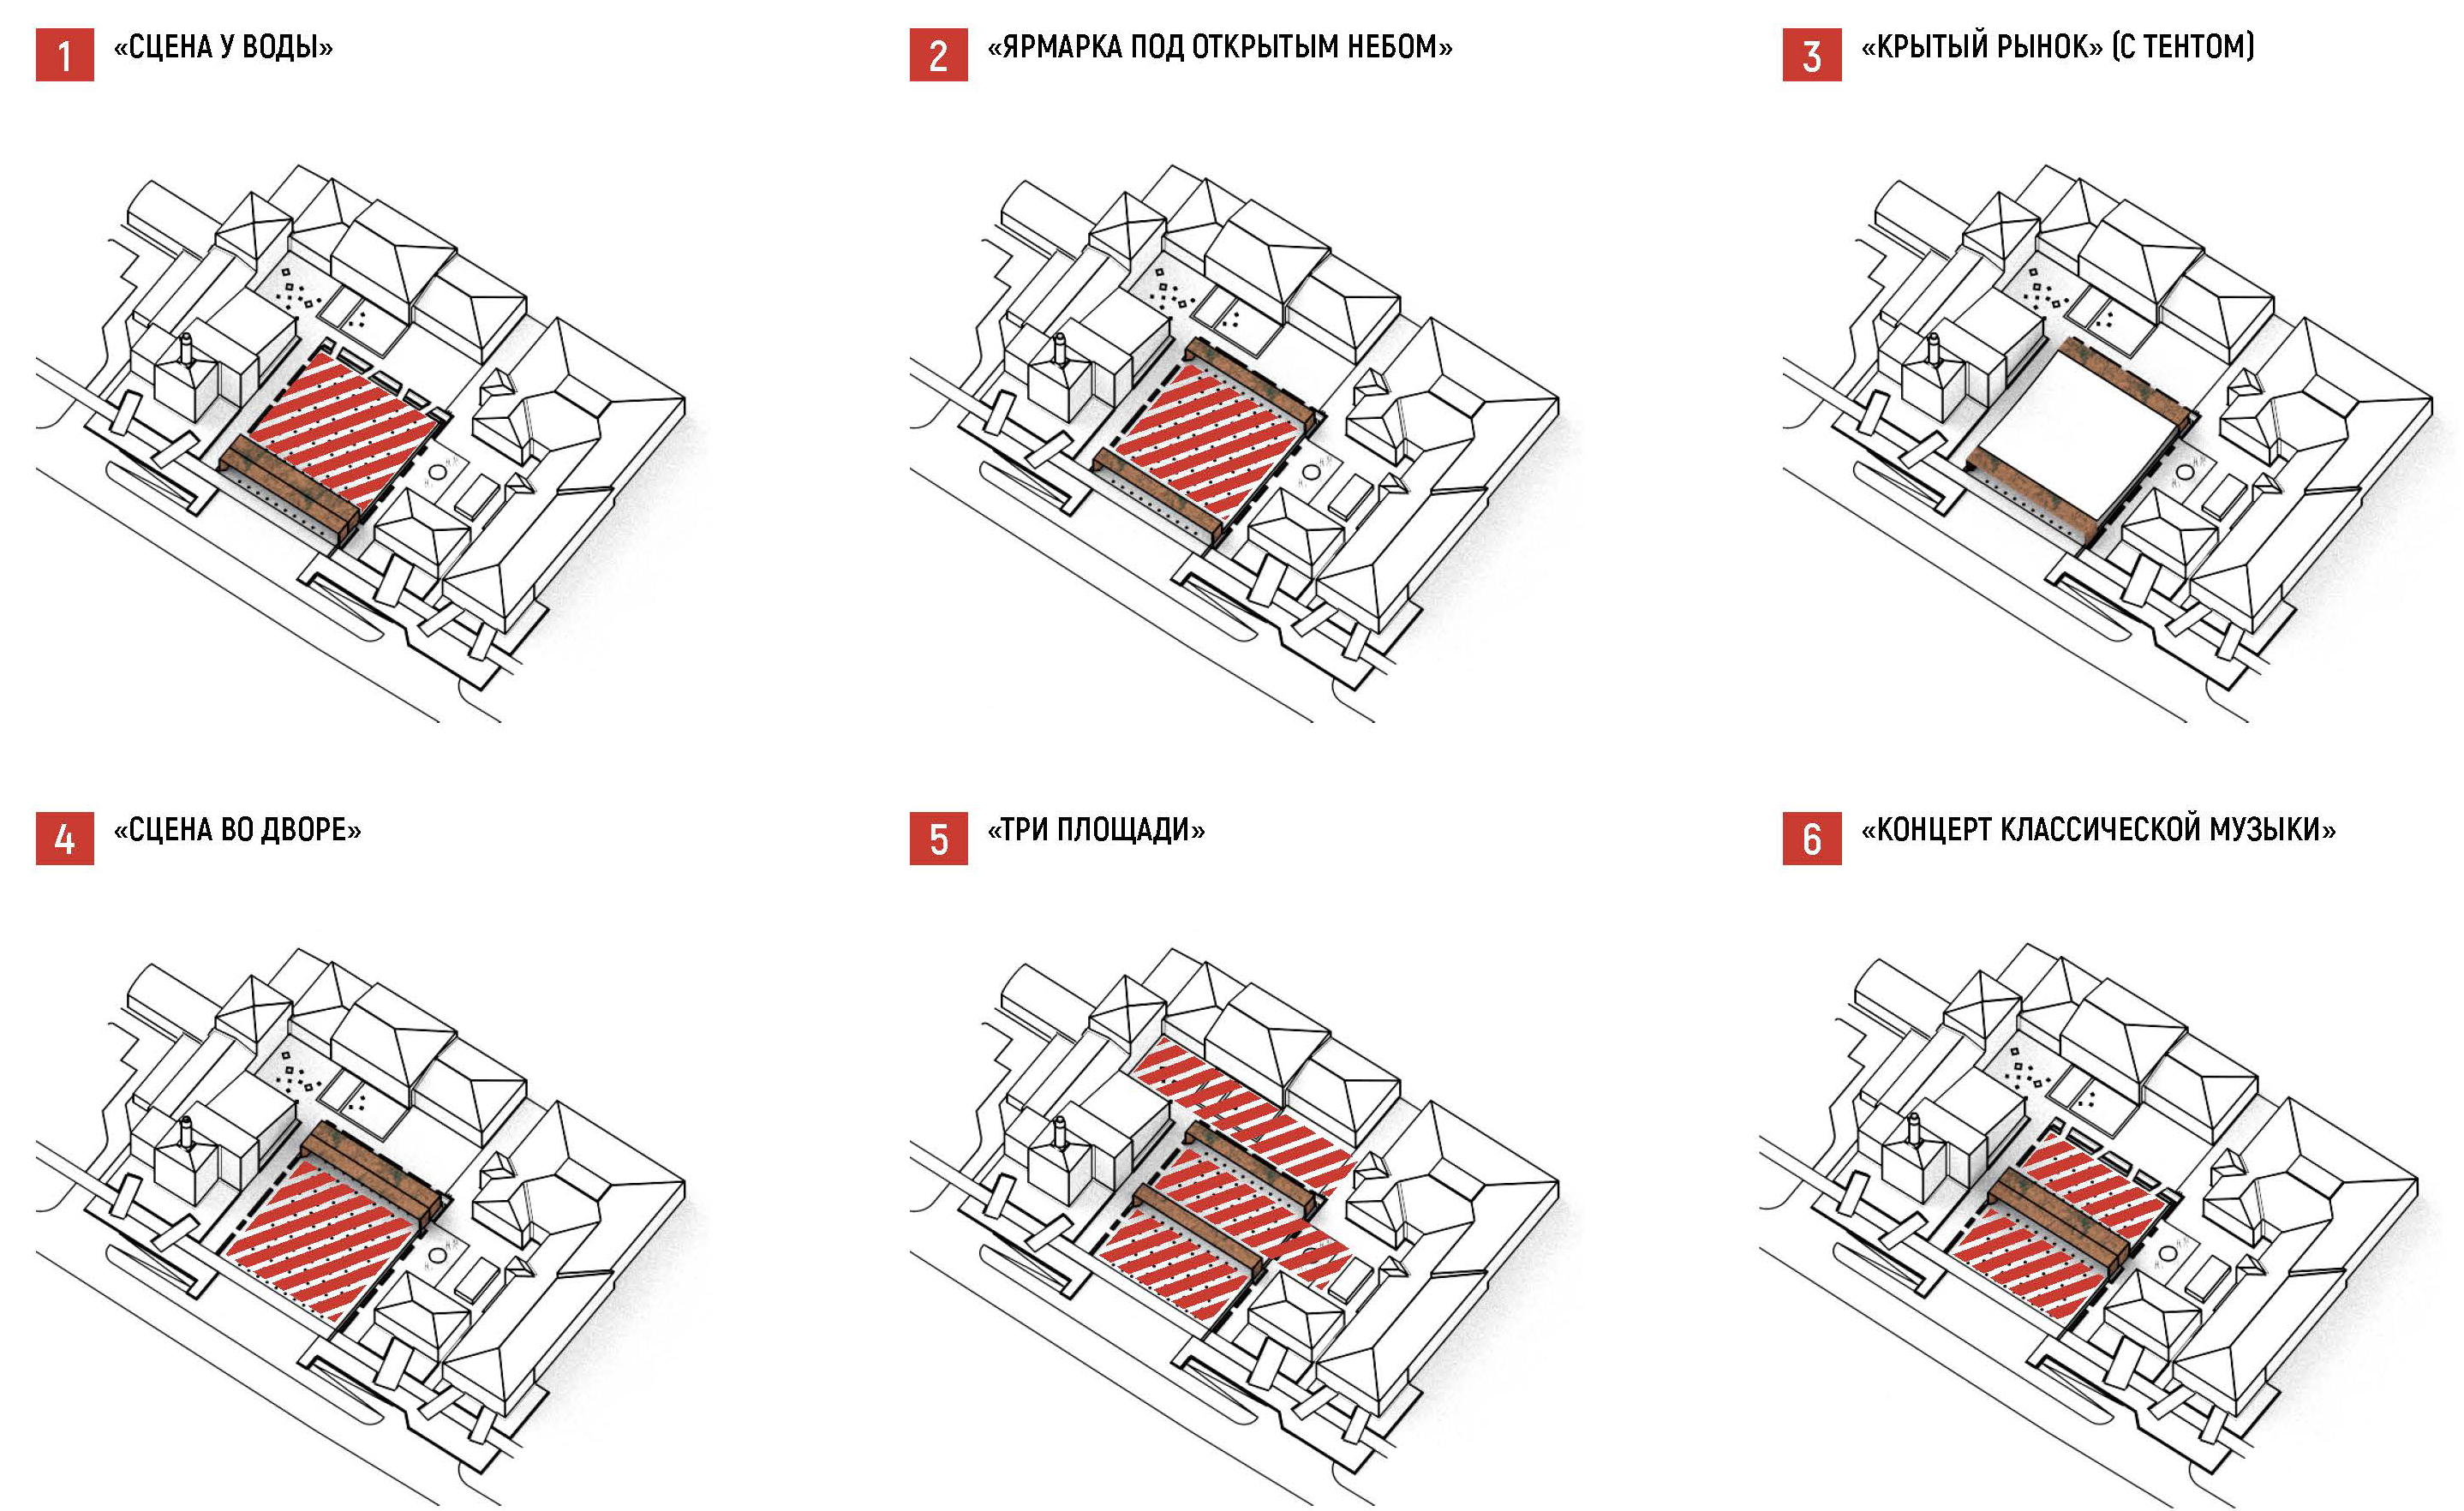 1 «СЦЕНА У ВОДЫ»
2 «ЯРМАРКА ПОД ОТКРЫТЫМ НЕБОМ»
3 «КРЫТЫЙ РЫНОК» (С ТЕНТОМ)
4 «СЦЕНА ВО ДВОРЕ»
5 «ТРИ ПЛОЩАДИ»
6 «КОНЦЕРТ КЛАССИЧЕСКОЙ МУЗЫКИ»